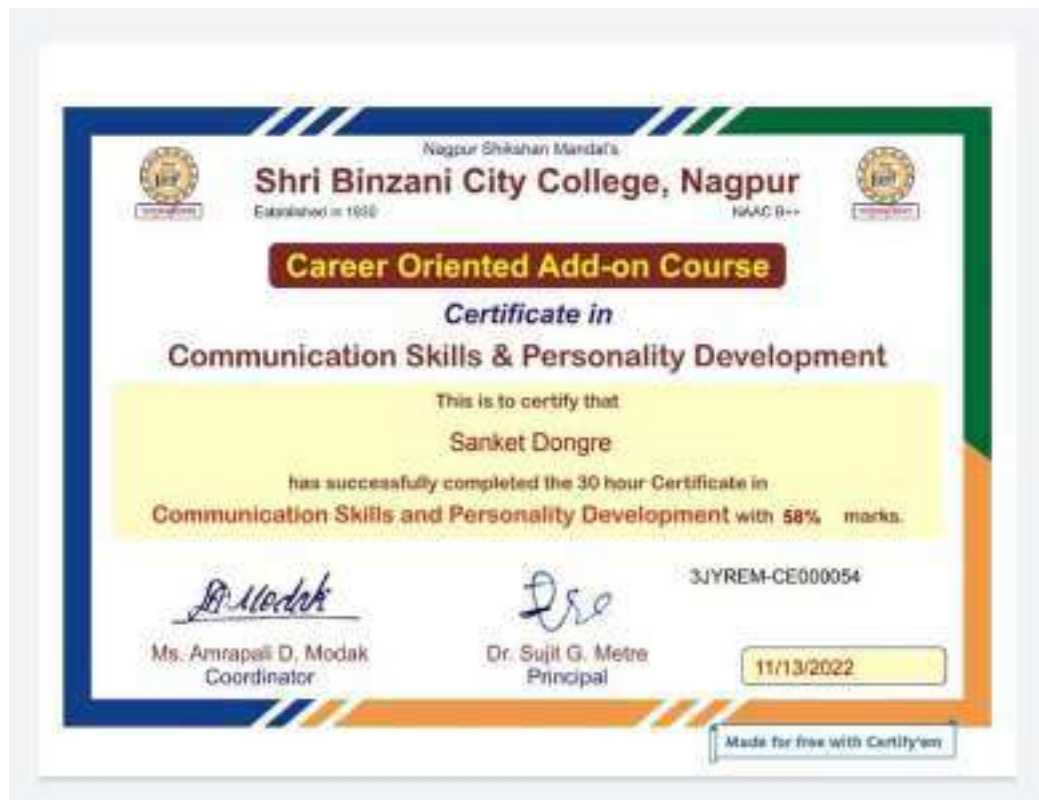 Nagpur Shikshan Mandal's
Shri Binzani City College, Nagpur
Established in 1930
NAAC B++
Career Oriented Add-on Course
Certificate in
Communication Skills & Personality Development
This is to certify that
Sanket Dongre
has successfully completed the 30 hour Certificate in
Communication Skills and Personality Development with 58% marks.
3JYREM-CE000054
Ms. Amrapali D. Modak
Coordinator
Dr. Sujit G. Metre
Principal
11/13/2022
Made for free with Certify'em